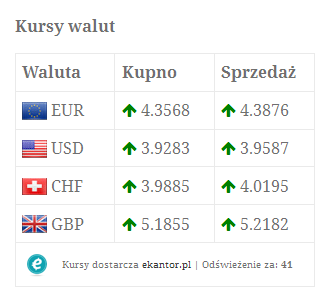 Kursy walut
Waluta Kupno Sprzedaż
EUR 4.3568 4.3876
USD 3.9283 3.9587
CHF 3.9885 4.0195
GBP 5.1855 5.2182
e Kursy dostarcza ekantor.pl | Odświeżenie za: 41